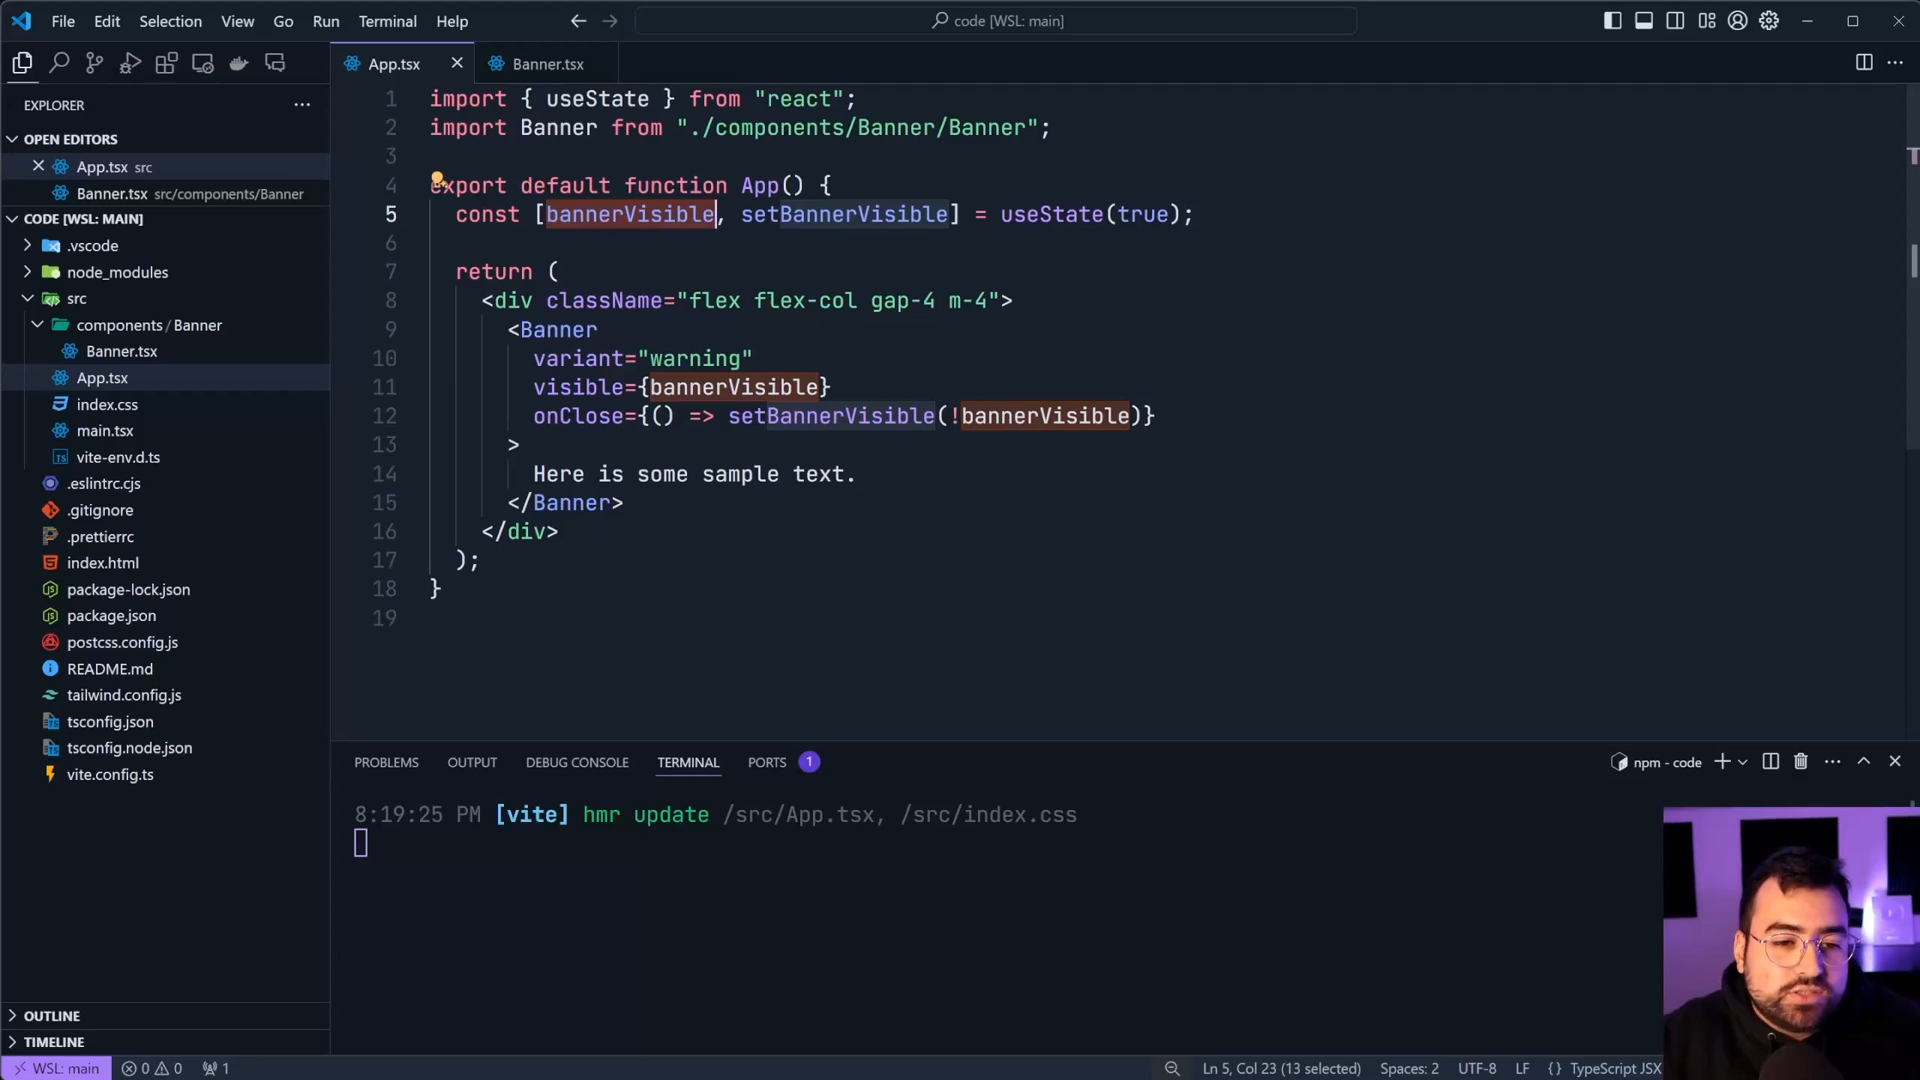 File Edit Selection View Go Run Terminal Help
code [WSL: main]
EXPLORER
OPEN EDITORS
App.tsx src
Banner.tsx src/components/Banner
CODE [WSL: MAIN]
.vscode
node_modules
src
components / Banner
Banner.tsx
App.tsx
index.css
main.tsx
vite-env.d.ts
.eslintrc.cjs
.gitignore
.prettierrc
index.html
package-lock.json
package.json
postcss.config.js
README.md
tailwind.config.js
tsconfig.json
tsconfig.node.json
vite.config.ts
OUTLINE
TIMELINE
App.tsx
Banner.tsx
1 import { useState } from "react";
2 import Banner from "./components/Banner/Banner";
3
4 export default function App() {
5 const [bannerVisible, setBannerVisible] = useState(true);
6
7 return (
8 <div className="flex flex-col gap-4 m-4">
9 <Banner
10 variant="warning"
11 visible={bannerVisible}
12 onClose={() => setBannerVisible(!bannerVisible)}
13 >
14 Here is some sample text.
15 </Banner>
16 </div>
17 );
18 }
19
PROBLEMS OUTPUT DEBUG CONSOLE TERMINAL PORTS 1
npm - code
8:19:25 PM [vite] hmr update /src/App.tsx, /src/index.css
WSL: main 0 0 1
Ln 5, Col 23 (13 selected) Spaces: 2 UTF-8 LF {} TypeScript JSX